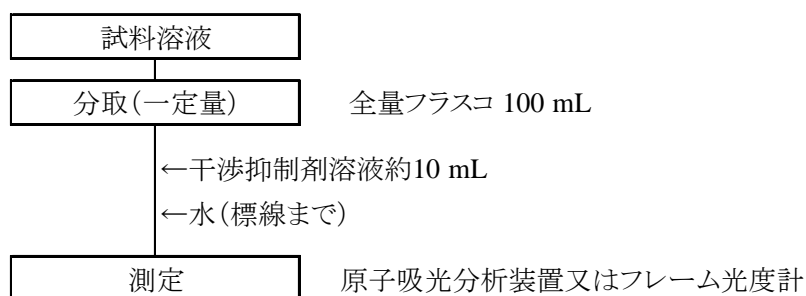 試料溶液
分取(一定量) 全量フラスコ 100 mL
←干渉抑制剤溶液約10 mL
←水(標線まで)
測定 原子吸光分析装置又はフレーム光度計